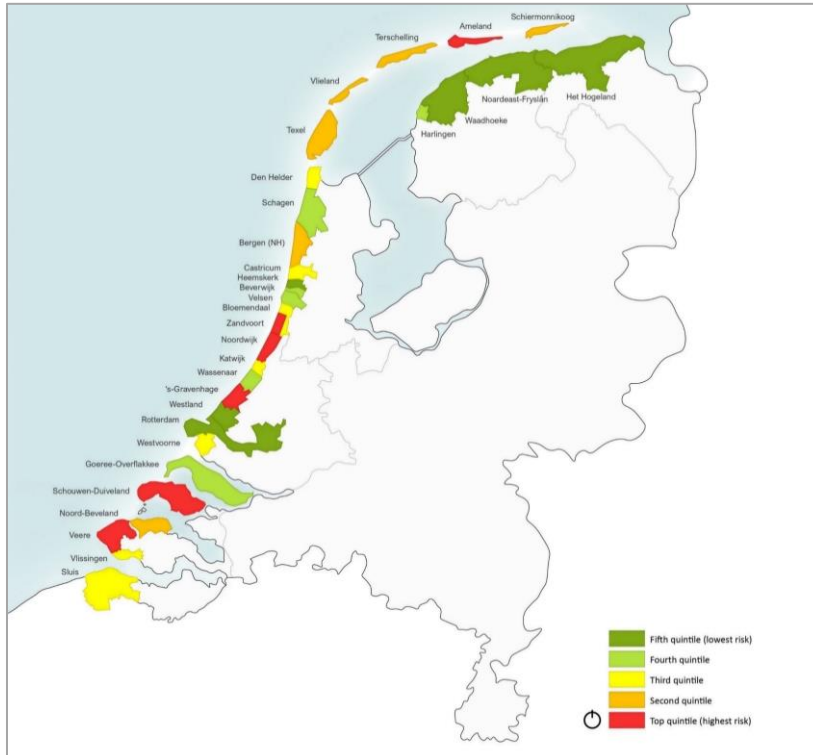 Schiermonnikoog
Ameland
Terschelling
Vlieland
Noardeast-Fryslân
Het Hogeland
Waadhoeke
Harlingen
Texel
Den Helder
Schagen
Bergen (NH)
Castricum
Heemskerk
Beverwijk
Velsen
Bloemendaal
Zandvoort
Noordwijk
Katwijk
Wassenaar
's-Gravenhage
Westland
Rotterdam
Westvoorne
Goeree-Overflakkee
Schouwen-Duiveland
Noord-Beveland
Veere
Vlissingen
Sluis
Fifth quintile (lowest risk)
Fourth quintile
Third quintile
Second quintile
Top quintile (highest risk)